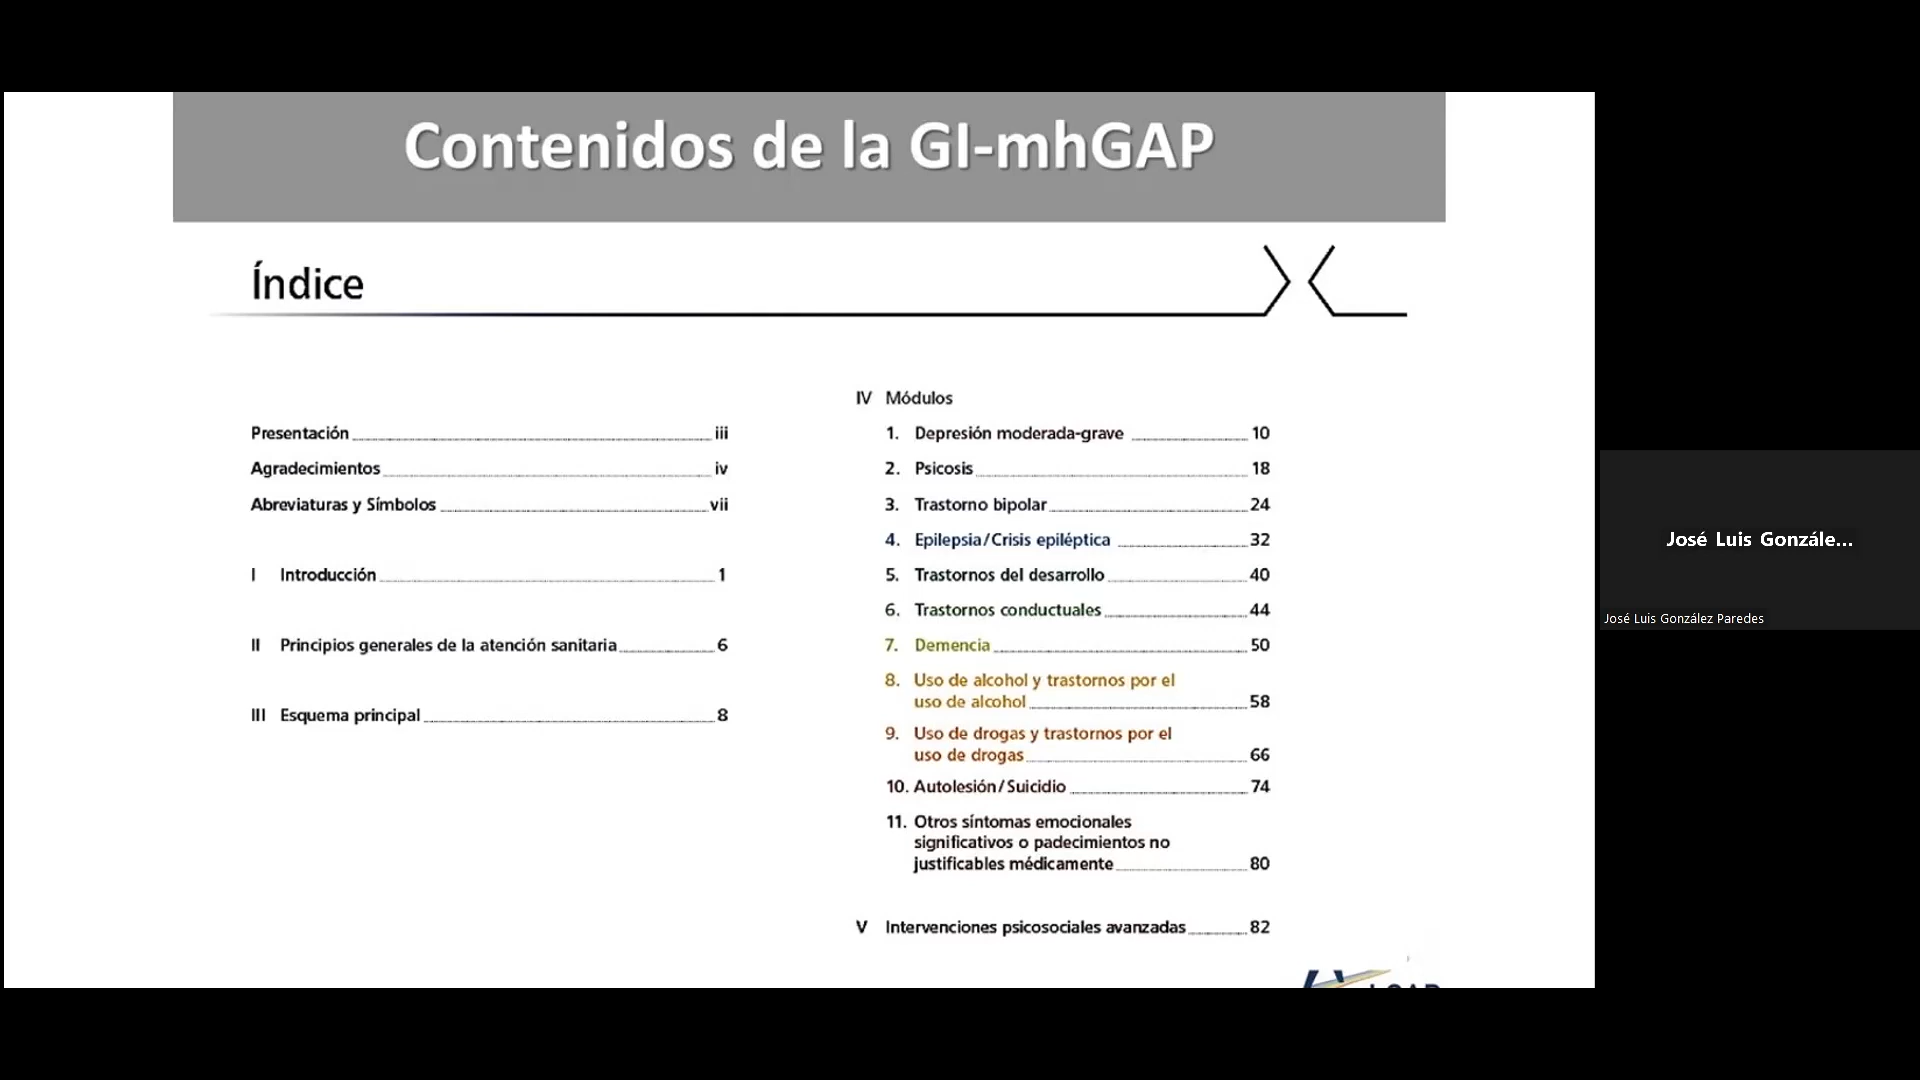 Contenidos de la GI-mhGAP
Índice
Presentación iii
Agradecimientos iv
Abreviaturas y Símbolos vii
I Introducción 1
II Principios generales de la atención sanitaria 6
III Esquema principal 8
IV Módulos
1. Depresión moderada-grave 10
2. Psicosis 18
3. Trastorno bipolar 24
4. Epilepsia/Crisis epiléptica 32
5. Trastornos del desarrollo 40
6. Trastornos conductuales 44
7. Demencia 50
8. Uso de alcohol y trastornos por el
uso de alcohol 58
9. Uso de drogas y trastornos por el
uso de drogas 66
10. Autolesión/Suicidio 74
11. Otros síntomas emocionales
significativos o padecimientos no
justificables médicamente 80
V Intervenciones psicosociales avanzadas 82
José Luis Gonzále...
José Luis González Paredes